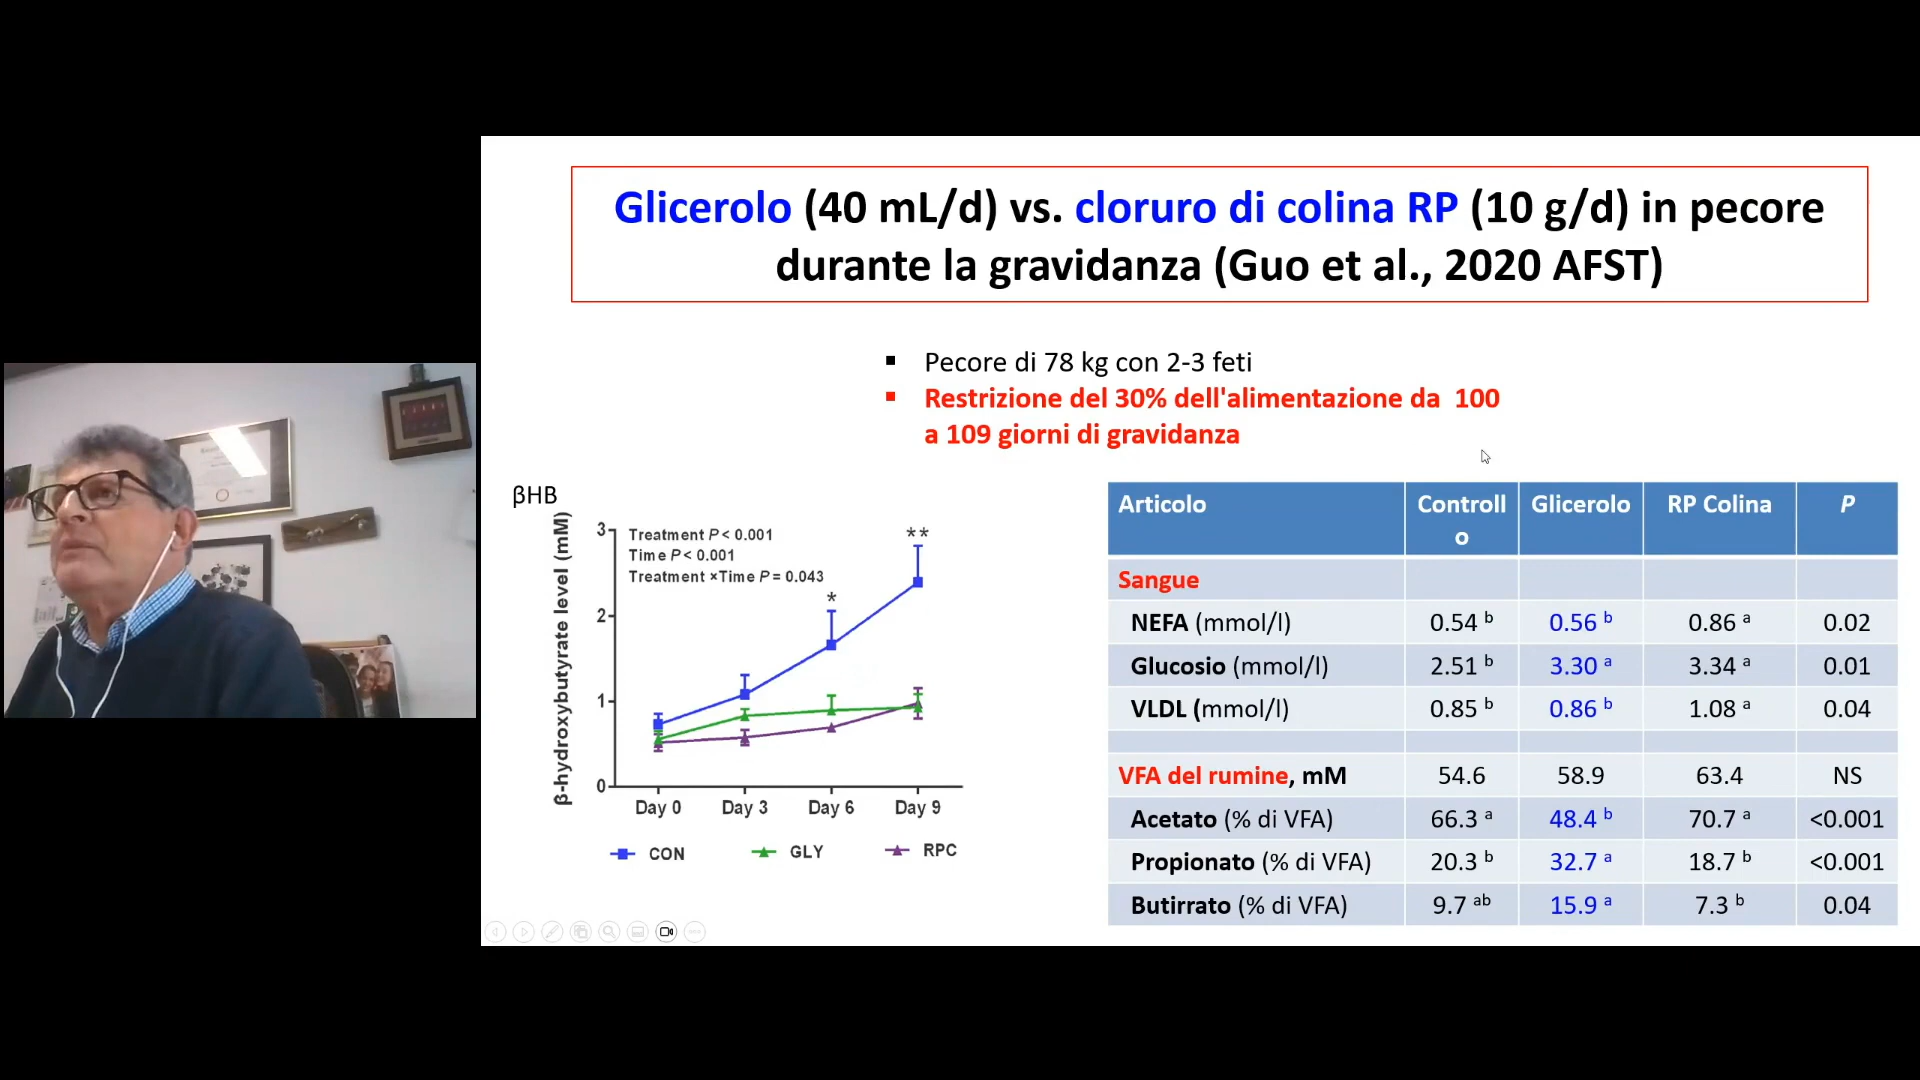 Glicerolo (40 mL/d) vs. cloruro di colina RP (10 g/d) in pecore
durante la gravidanza (Guo et al., 2020 AFST)
▪ Pecore di 78 kg con 2-3 feti
▪ Restrizione del 30% dell'alimentazione da 100
a 109 giorni di gravidanza
βHB
β-hydroxybutyrate level (mM)
Treatment P < 0.001
Time P < 0.001
Treatment ×Time P = 0.043
3
2
1
0
*
**
Day 0 Day 3 Day 6 Day 9
CON GLY RPC
Articolo Controll Glicerolo RP Colina P
o
Sangue
NEFA (mmol/l) 0.54 b 0.56 b 0.86 a 0.02
Glucosio (mmol/l) 2.51 b 3.30 a 3.34 a 0.01
VLDL (mmol/l) 0.85 b 0.86 b 1.08 a 0.04
VFA del rumine, mM 54.6 58.9 63.4 NS
Acetato (% di VFA) 66.3 a 48.4 b 70.7 a <0.001
Propionato (% di VFA) 20.3 b 32.7 a 18.7 b <0.001
Butirrato (% di VFA) 9.7 ab 15.9 a 7.3 b 0.04